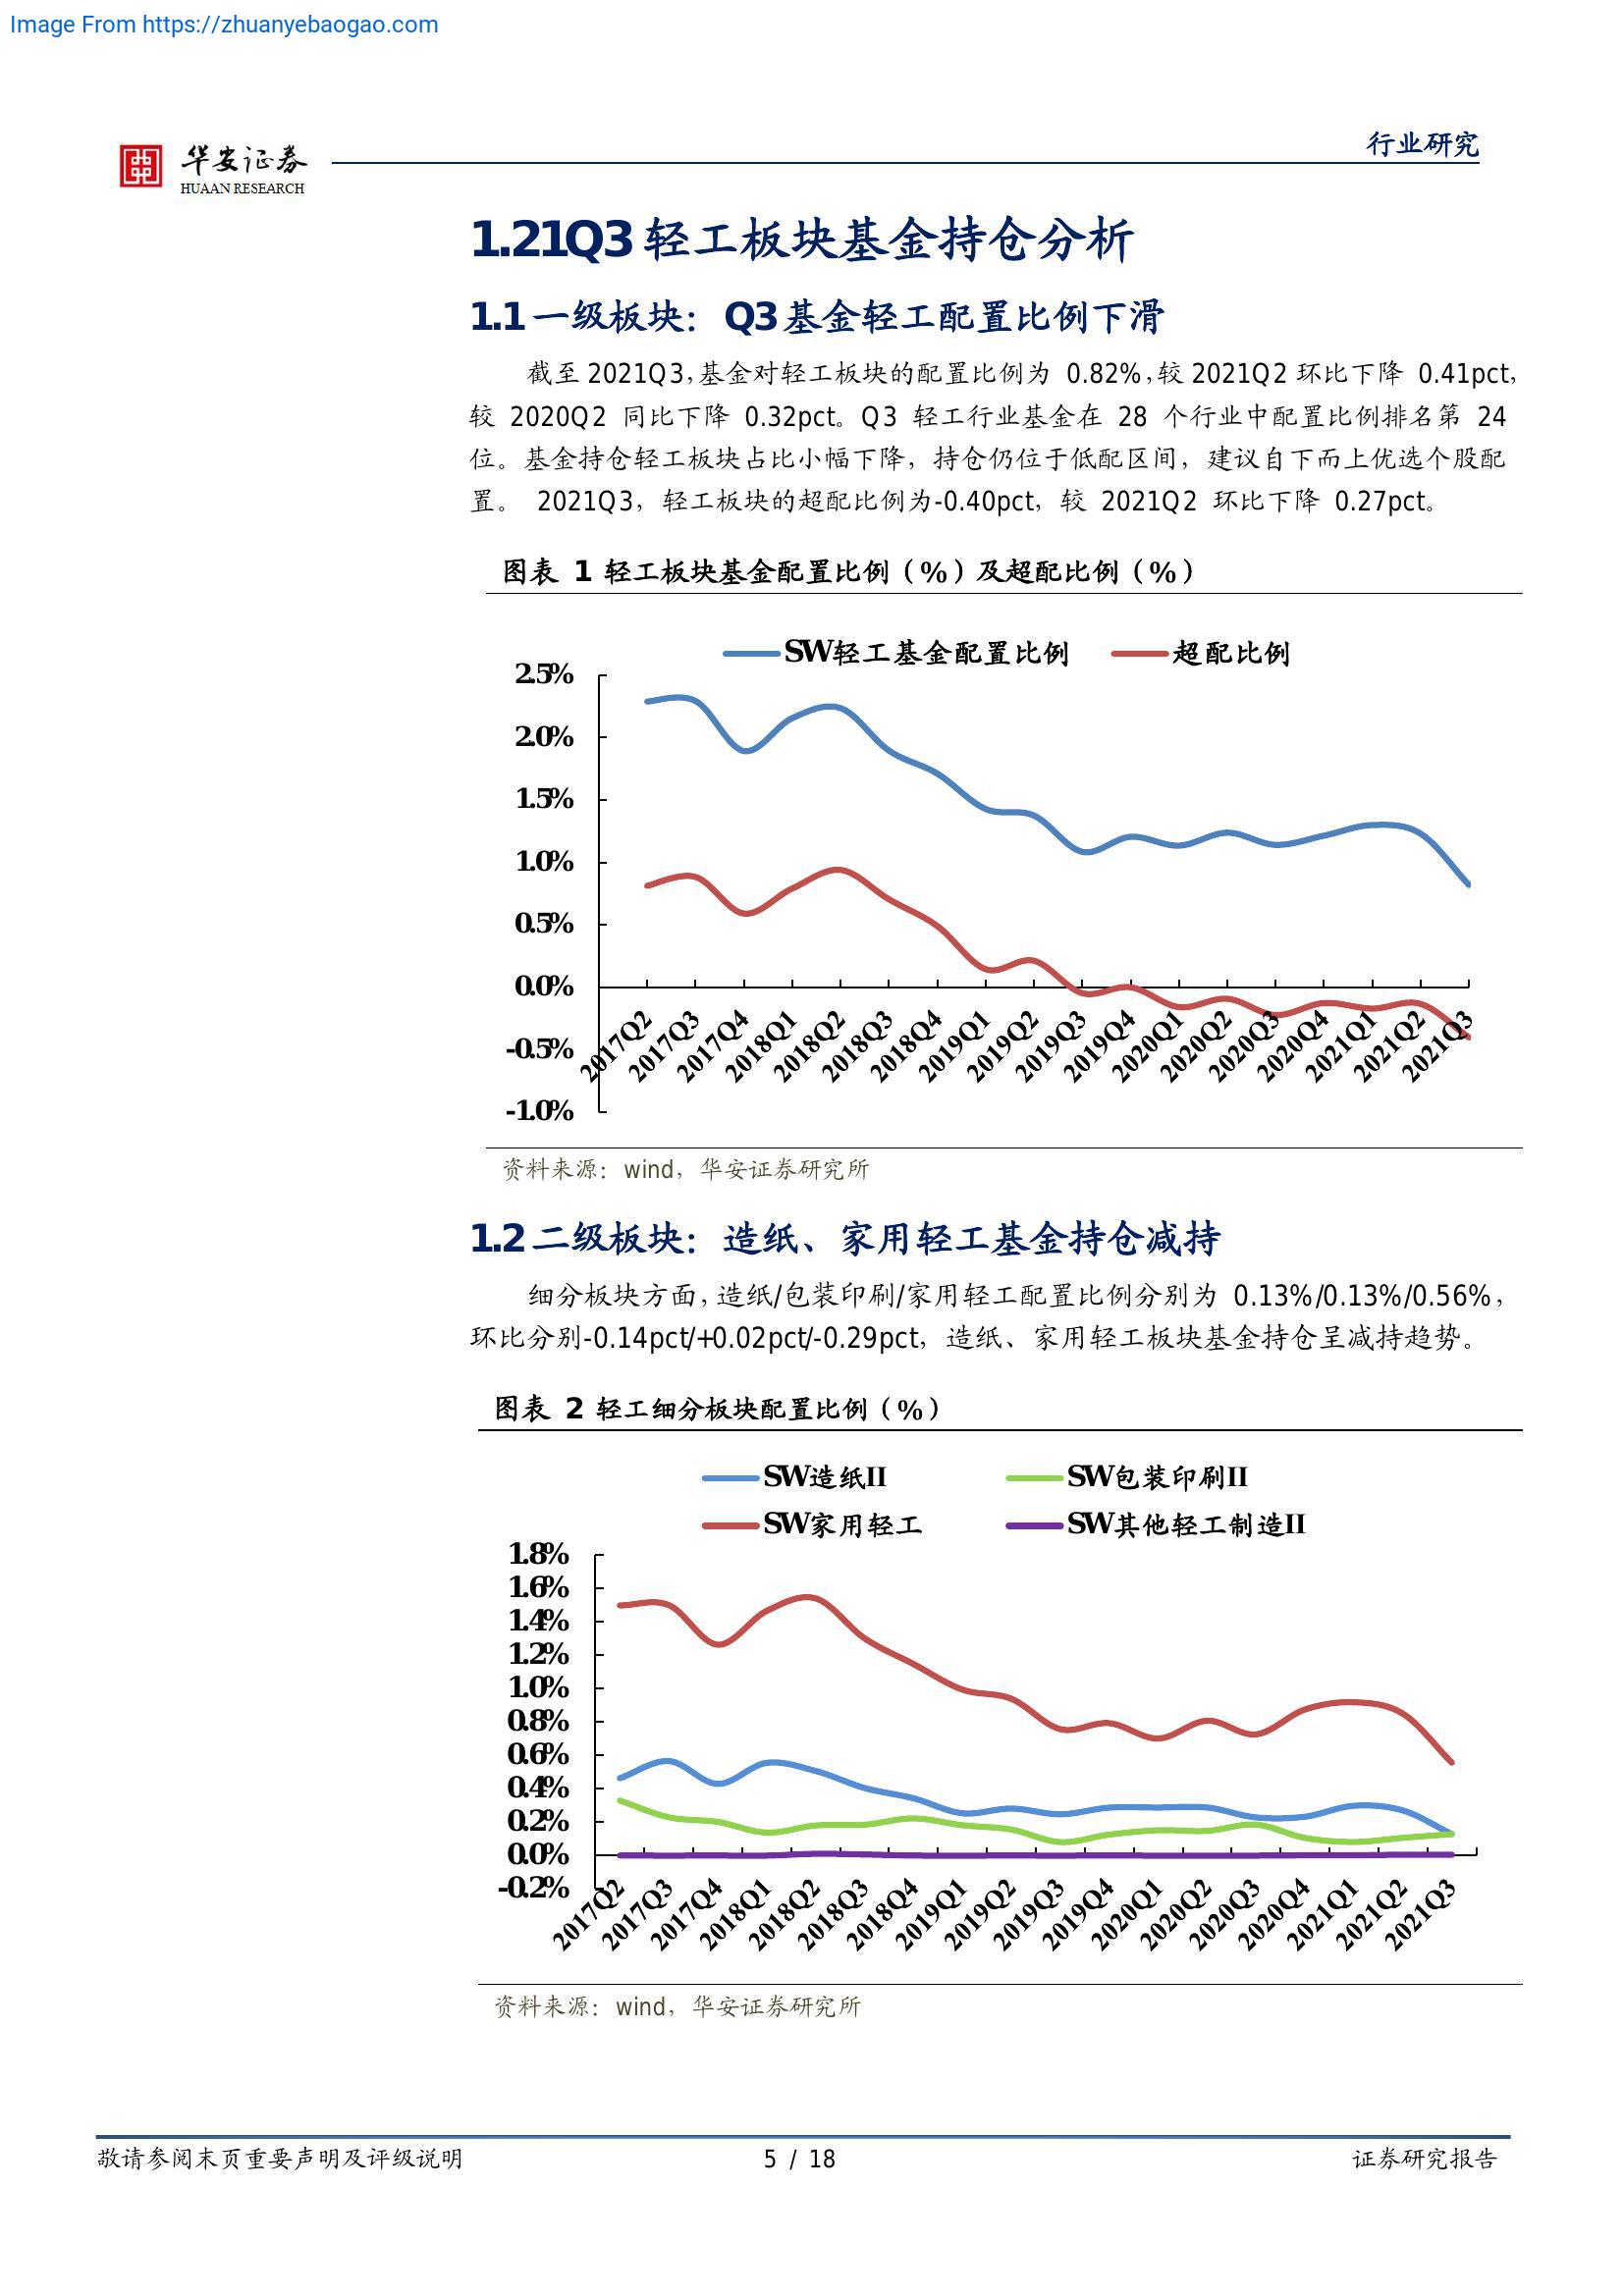 Image From https://zhuanyebaogao.com
华安证券
HUAAN RESEARCH
行业研究
1.21Q3 轻工板块基金持仓分析
1.1 一级板块：Q3 基金轻工配置比例下滑
截至 2021Q3，基金对轻工板块的配置比例为 0.82%，较 2021Q2 环比下降 0.41pct，
较 2020Q2 同比下降 0.32pct。Q3 轻工行业基金在 28 个行业中配置比例排名第 24
位。基金持仓轻工板块占比小幅下降，持仓仍位于低配区间，建议自下而上优选个股配
置。 2021Q3，轻工板块的超配比例为-0.40pct，较 2021Q2 环比下降 0.27pct。
图表 1 轻工板块基金配置比例（%）及超配比例（%）
SW轻工基金配置比例 超配比例
2.5%
2.0%
1.5%
1.0%
0.5%
0.0%
-0.5%
-1.0%
2017Q2 2017Q3 2017Q4 2018Q1 2018Q2 2018Q3 2018Q4 2019Q1 2019Q2 2019Q3 2019Q4 2020Q1 2020Q2 2020Q3 2020Q4 2021Q1 2021Q2 2021Q3
资料来源：wind，华安证券研究所
1.2 二级板块：造纸、家用轻工基金持仓减持
细分板块方面，造纸/包装印刷/家用轻工配置比例分别为 0.13%/0.13%/0.56%，
环比分别-0.14pct/+0.02pct/-0.29pct，造纸、家用轻工板块基金持仓呈减持趋势。
图表 2 轻工细分板块配置比例（%）
SW造纸II SW包装印刷II
SW家用轻工 SW其他轻工制造II
1.8%
1.6%
1.4%
1.2%
1.0%
0.8%
0.6%
0.4%
0.2%
0.0%
-0.2%
2017Q2 2017Q3 2017Q4 2018Q1 2018Q2 2018Q3 2018Q4 2019Q1 2019Q2 2019Q3 2019Q4 2020Q1 2020Q2 2020Q3 2020Q4 2021Q1 2021Q2 2021Q3
资料来源：wind，华安证券研究所
敬请参阅末页重要声明及评级说明 5 / 18 证券研究报告